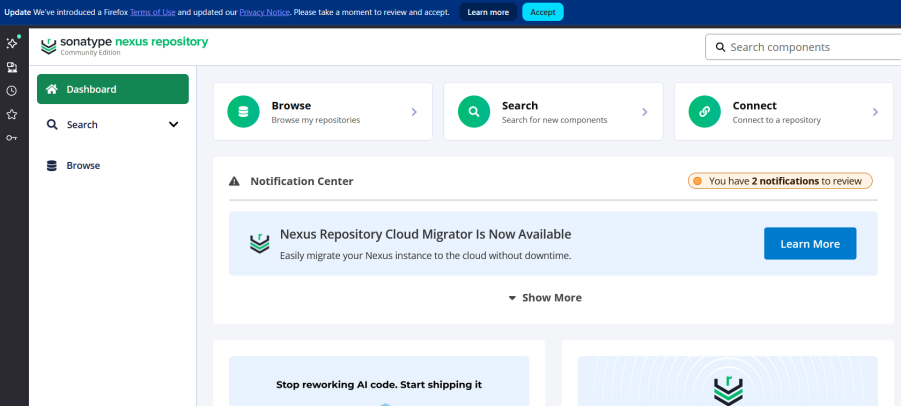 Update We've introduced a Firefox Terms of Use and updated our Privacy Notice. Please take a moment to review and accept. Learn more Accept
sonatype nexus repository
Community Edition
Search components
Dashboard
Search
Browse
Browse
Browse my repositories
Search
Search for new components
Connect
Connect to a repository
Notification Center
You have 2 notifications to review
Nexus Repository Cloud Migrator Is Now Available
Easily migrate your Nexus instance to the cloud without downtime.
Learn More
Show More
Stop reworking AI code. Start shipping it
r